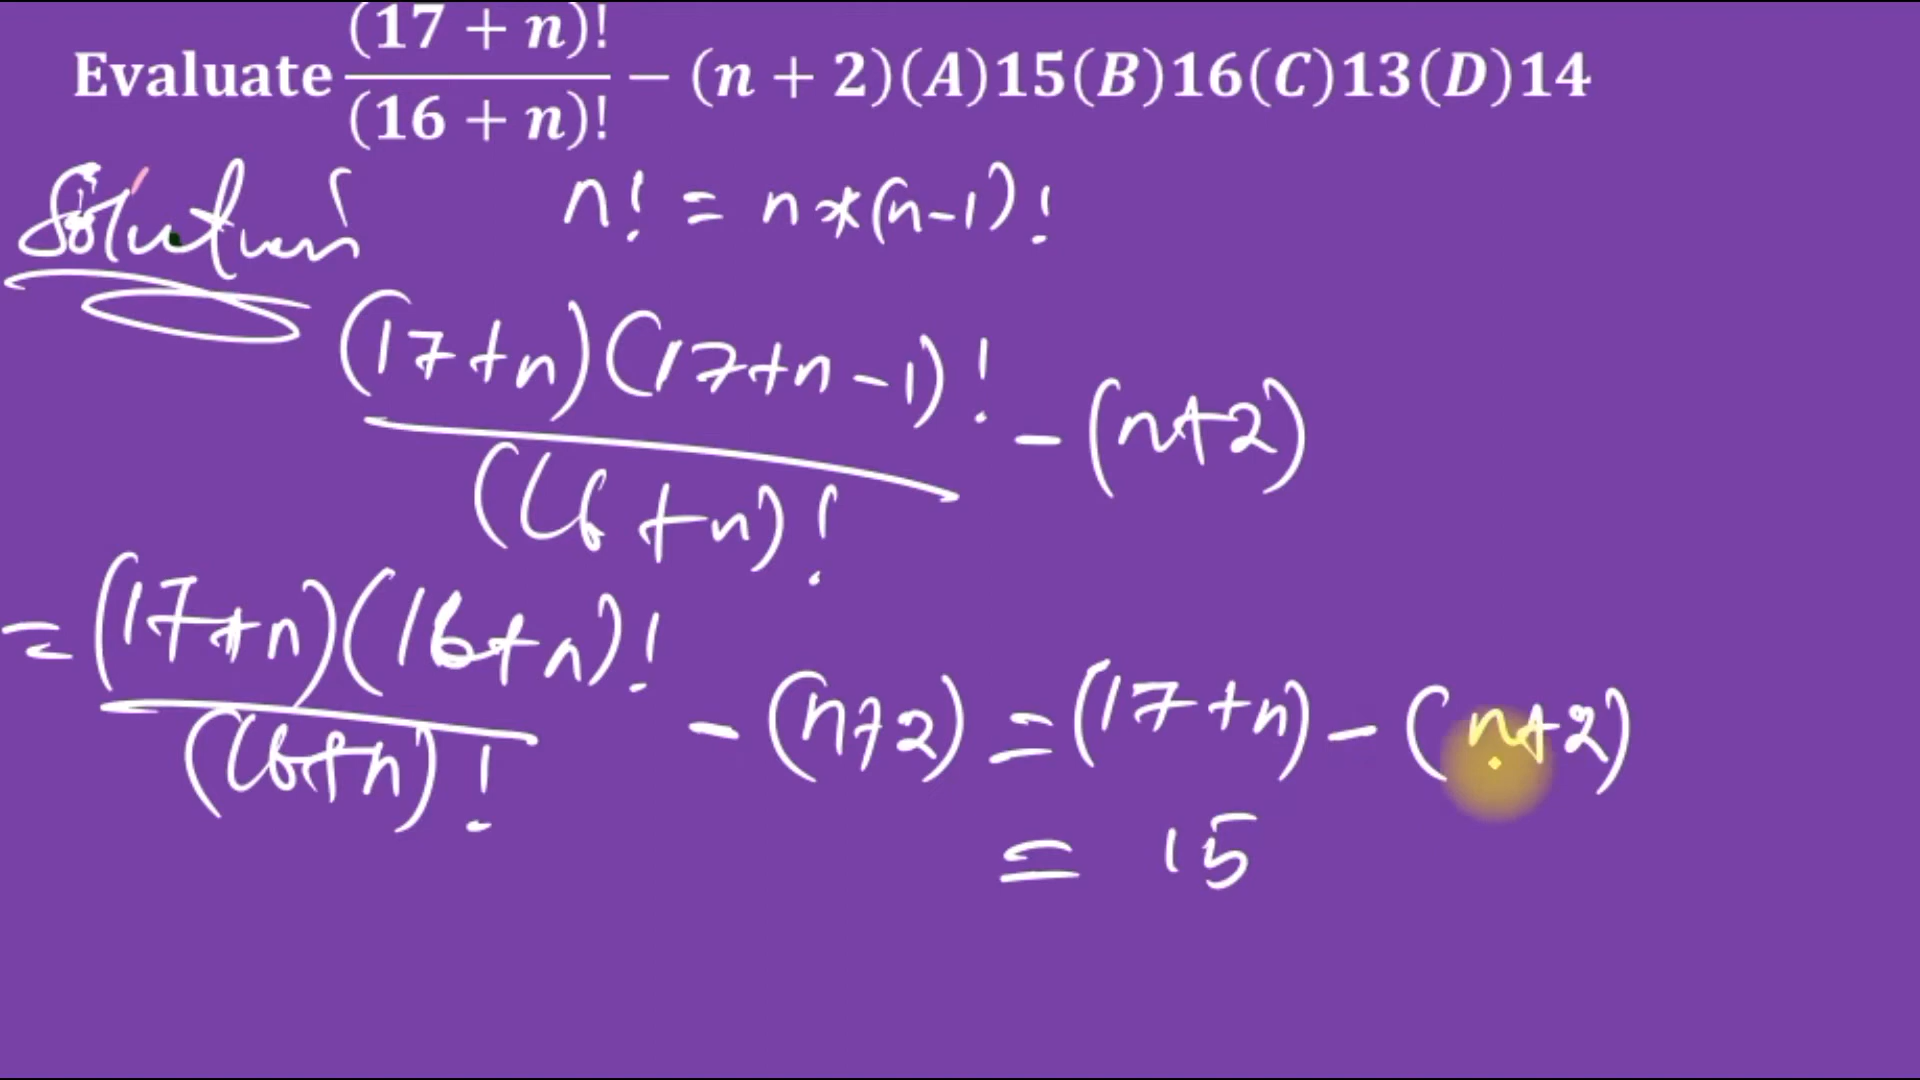 Evaluate (17 + n)!/(16 + n)! − (n + 2)(A)15(B)16(C)13(D)14
Solution
n! = n*(n-1)!
(17+n)(17+n-1)!/(16+n)! - (n+2)
= (17+n)(16+n)!/(16+n)! - (n+2) = (17+n) - (n+2)
= 15